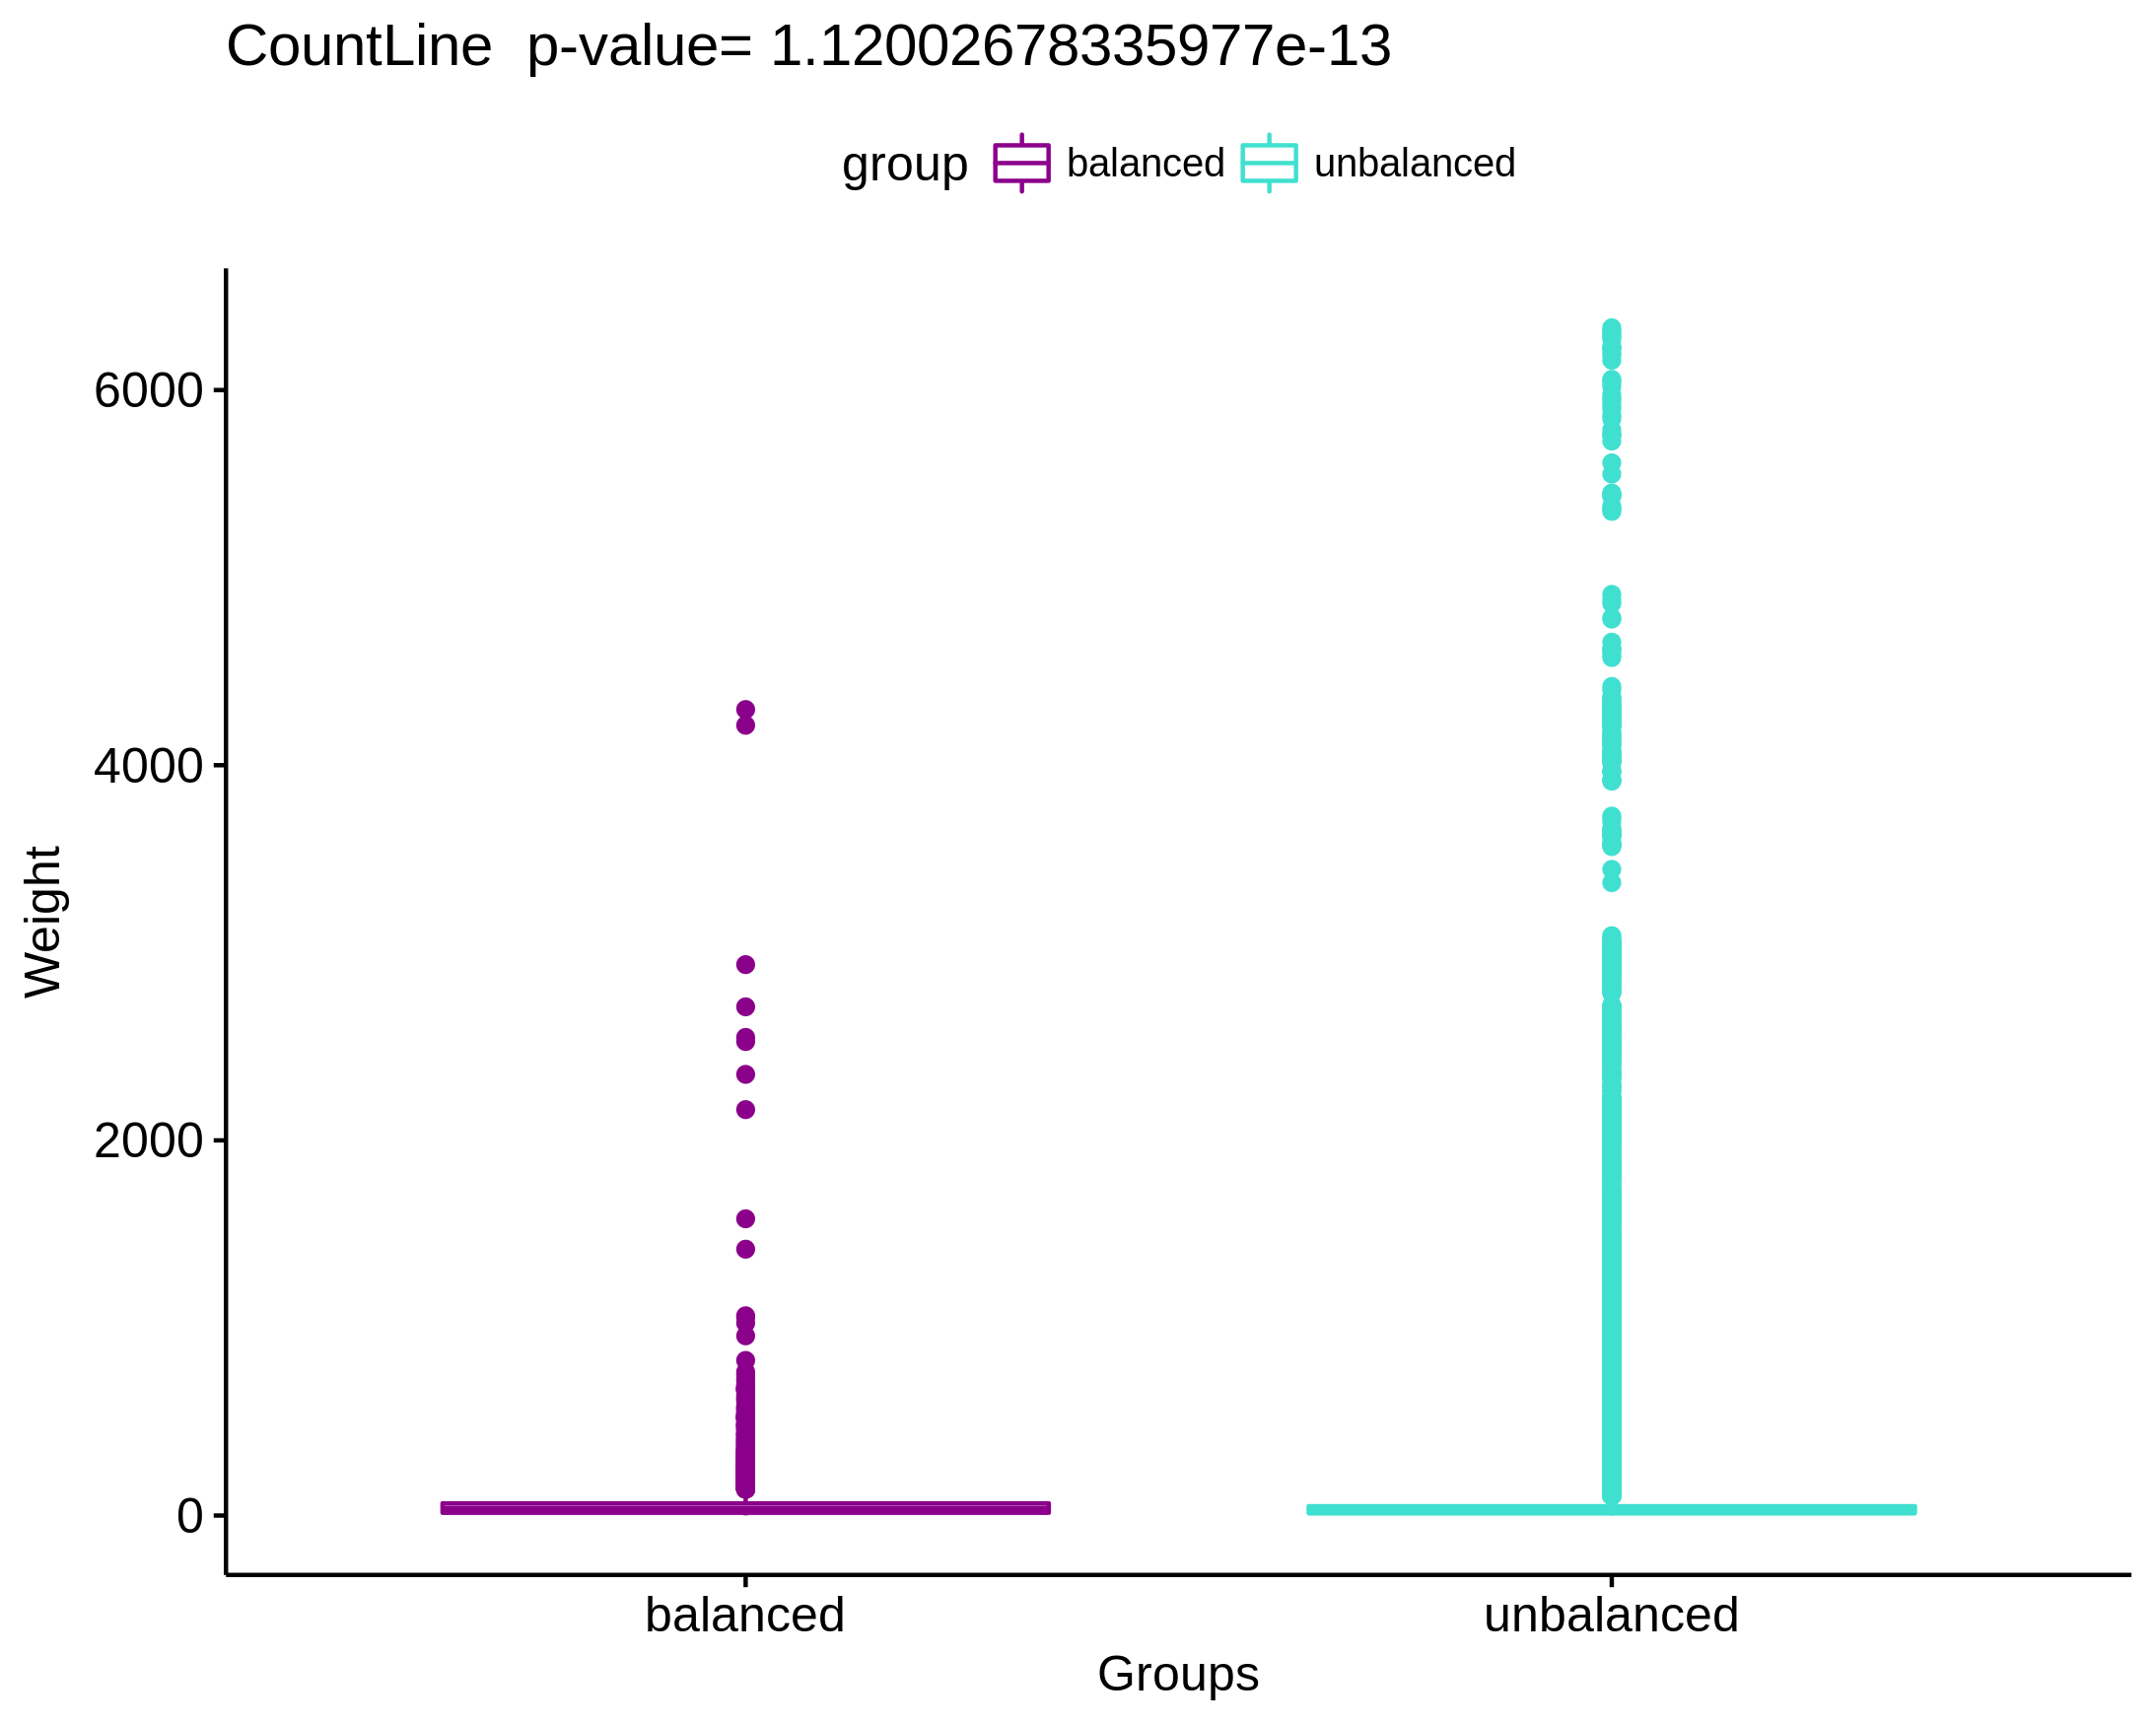 CountLine  p-value= 1.12002678335977e-13
group balanced unbalanced
6000
4000
2000
0
Weight
balanced unbalanced
Groups